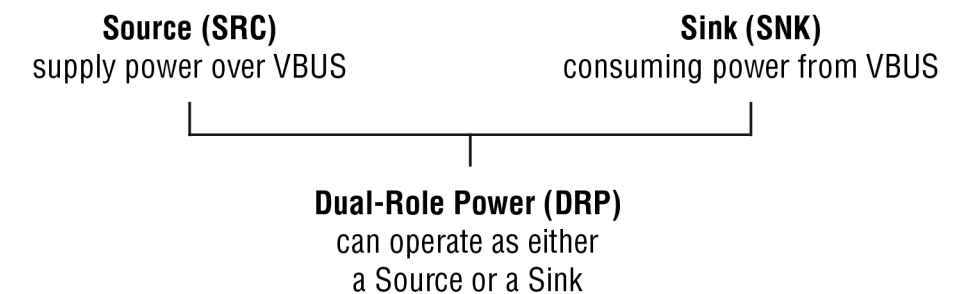 Source (SRC)
supply power over VBUS
Sink (SNK)
consuming power from VBUS
Dual-Role Power (DRP)
can operate as either
a Source or a Sink